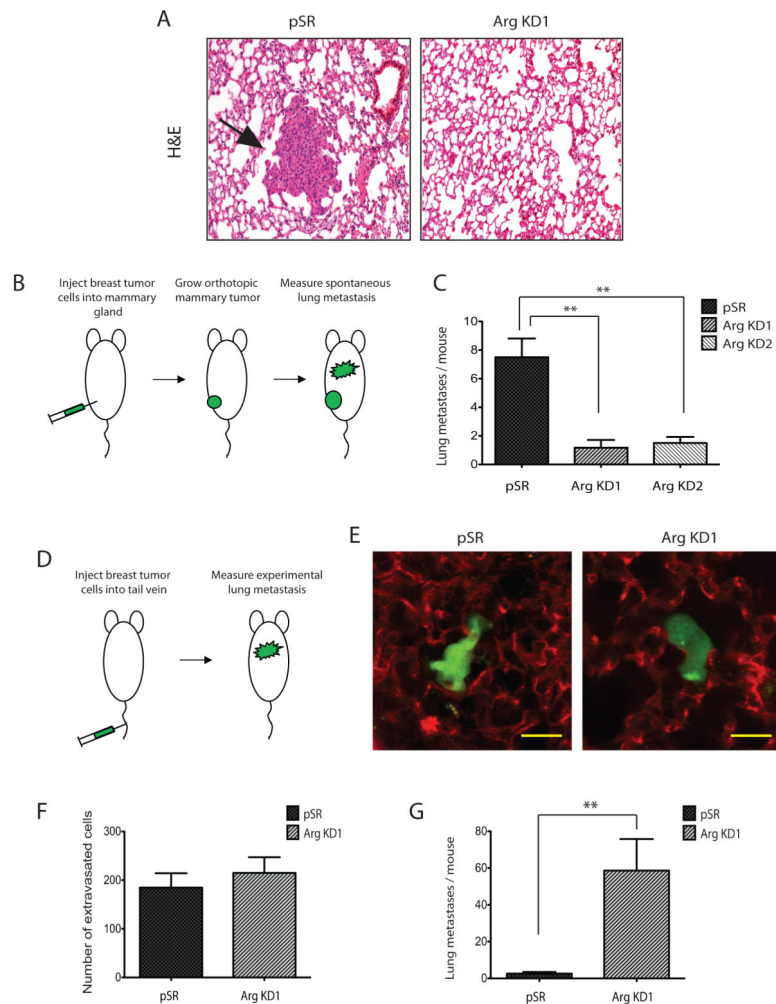 A
pSR
Arg KD1
H&E
B
Inject breast tumor
cells into mammary
gland
Grow orthotopic
mammary tumor
Measure spontaneous
lung metastasis
C
Lung metastases / mouse
10
8
6
4
2
0
**
**
pSR
Arg KD1
Arg KD2
pSR
Arg KD1
Arg KD2
D
Inject breast tumor
cells into tail vein
Measure experimental
lung metastasis
E
pSR
Arg KD1
F
Number of extravasated cells
300
200
100
0
pSR
Arg KD1
pSR
Arg KD1
G
Lung metastases / mouse
80
60
40
20
0
**
pSR
Arg KD1
pSR
Arg KD1